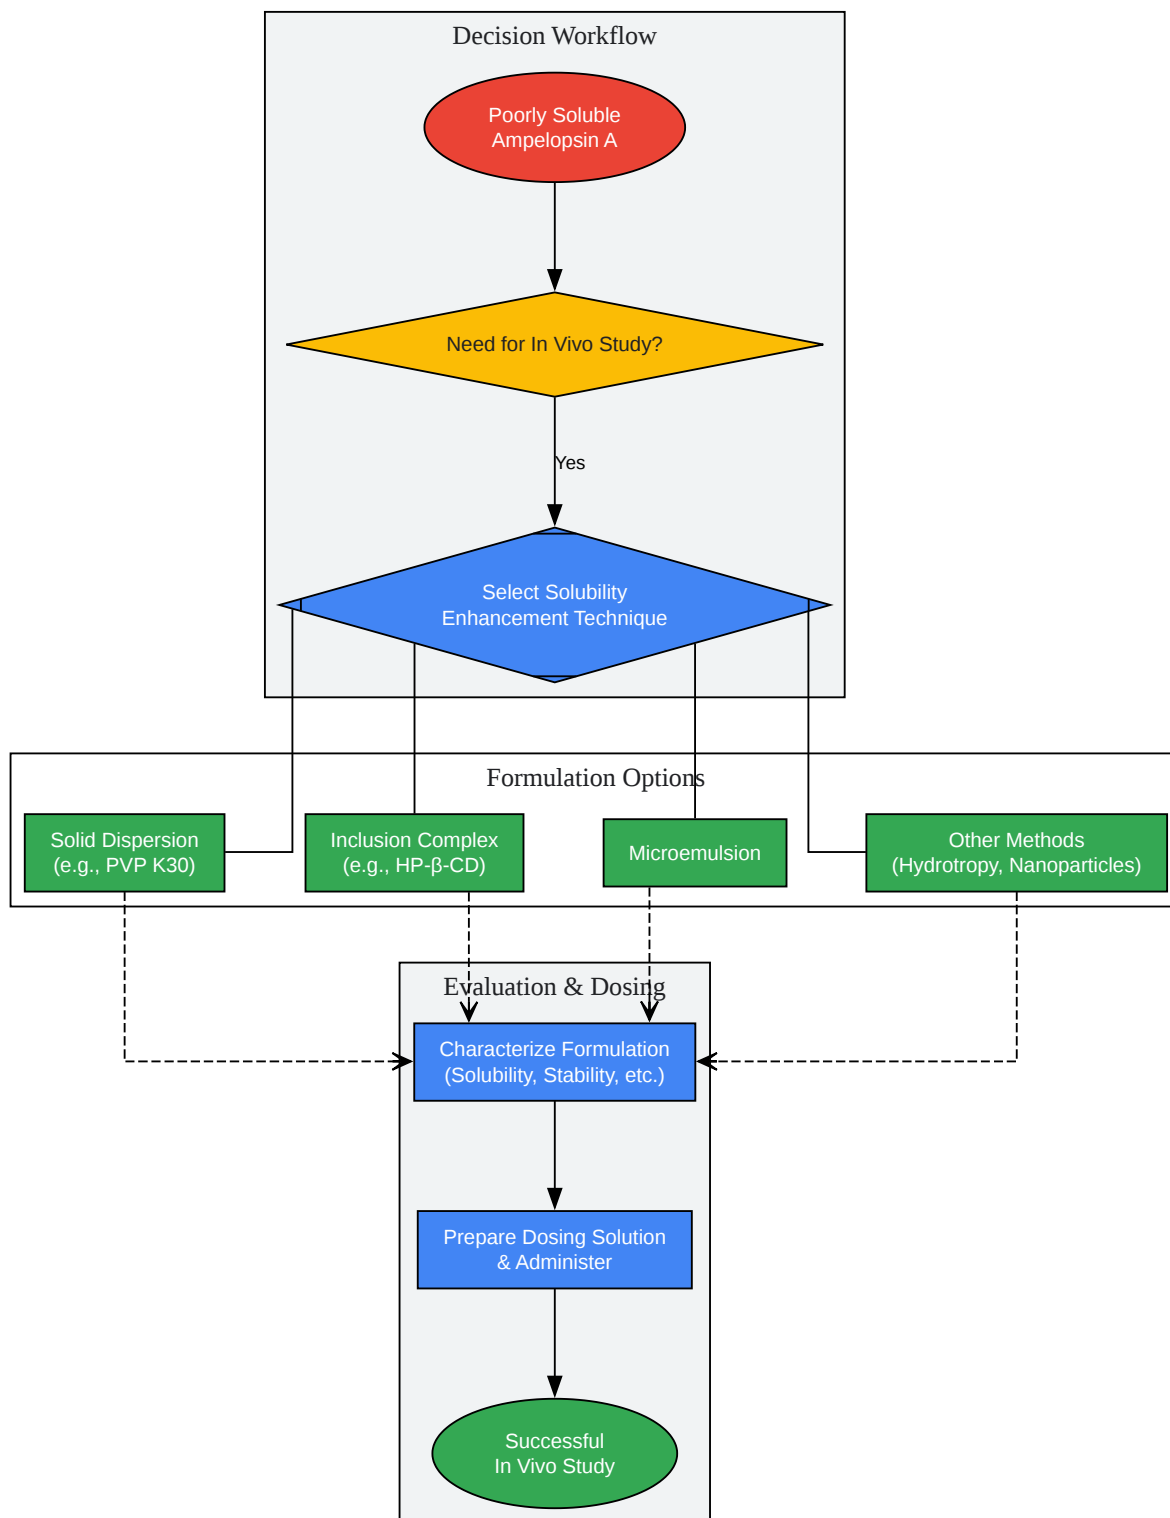 Decision Workflow
Poorly Soluble
Ampelopsin A
Need for In Vivo Study?
Yes
Select Solubility
Enhancement Technique
Formulation Options
Solid Dispersion
(e.g., PVP K30)
Inclusion Complex
(e.g., HP-β-CD)
Microemulsion
Other Methods
(Hydrotropy, Nanoparticles)
Evaluation & Dosing
Characterize Formulation
(Solubility, Stability, etc.)
Prepare Dosing Solution
& Administer
Successful
In Vivo Study